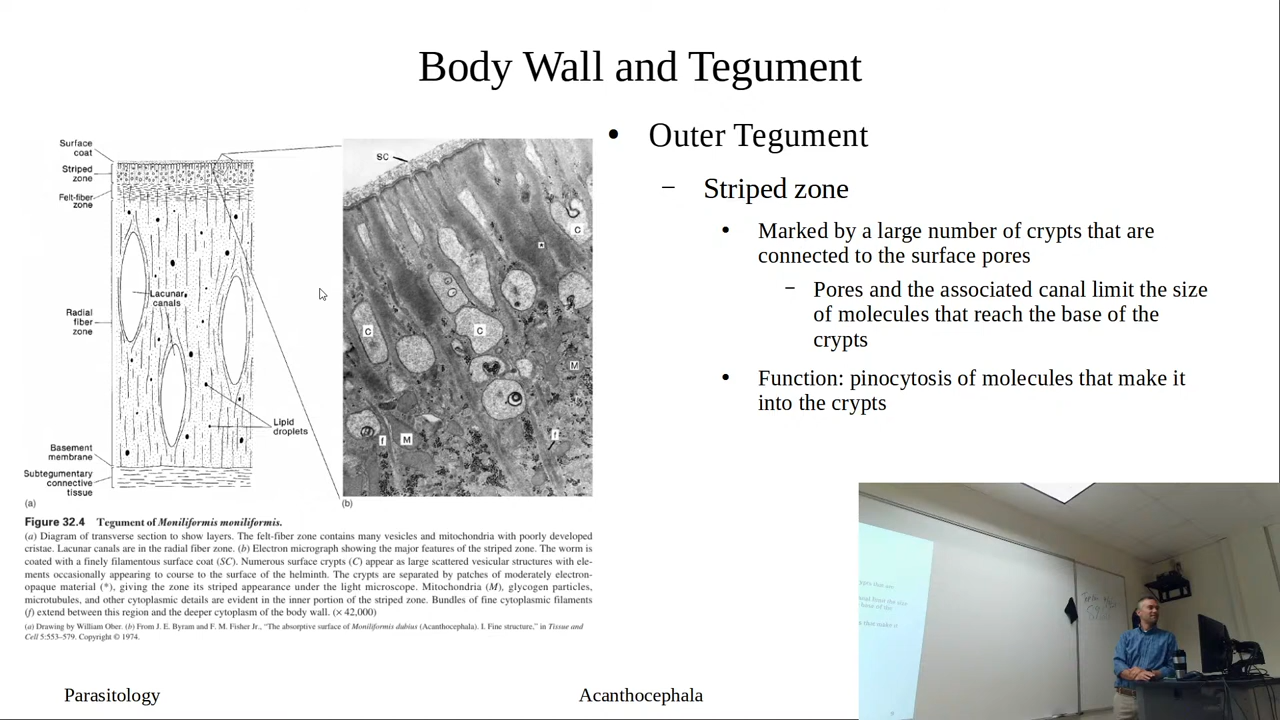 Body Wall and Tegument
Surface
coat
Striped
zone
Felt-fiber
zone
Lacunar
canals
Radial
fiber
zone
Lipid
droplets
Basement
membrane
Subtegumentary
connective
tissue
(a)
SC
C
C
C
M
M
f
f
*
(b)
Figure 32.4 Tegument of Moniliformis moniliformis.
(a) Diagram of transverse section to show layers. The felt-fiber zone contains many vesicles and mitochondria with poorly developed
cristae. Lacunar canals are in the radial fiber zone. (b) Electron micrograph showing the major features of the striped zone. The worm is
coated with a finely filamentous surface coat (SC). Numerous surface crypts (C) appear as large scattered vesicular structures with ele-
ments occasionally appearing to course to the surface of the helminth. The crypts are separated by patches of moderately electron-
opaque material (*), giving the zone its striped appearance under the light microscope. Mitochondria (M), glycogen particles,
microtubules, and other cytoplasmic details are evident in the inner portion of the striped zone. Bundles of fine cytoplasmic filaments
(f) extend between this region and the deeper cytoplasm of the body wall. (× 42,000)
(a) Drawing by William Ober. (b) From J. E. Byram and F. M. Fisher Jr., "The absorptive surface of Moniliformis dubius (Acanthocephala). I. Fine structure," in Tissue and
Cell 5:553–579. Copyright © 1974.
• Outer Tegument
– Striped zone
• Marked by a large number of crypts that are
connected to the surface pores
– Pores and the associated canal limit the size
of molecules that reach the base of the
crypts
• Function: pinocytosis of molecules that make it
into the crypts
Parasitology
Acanthocephala